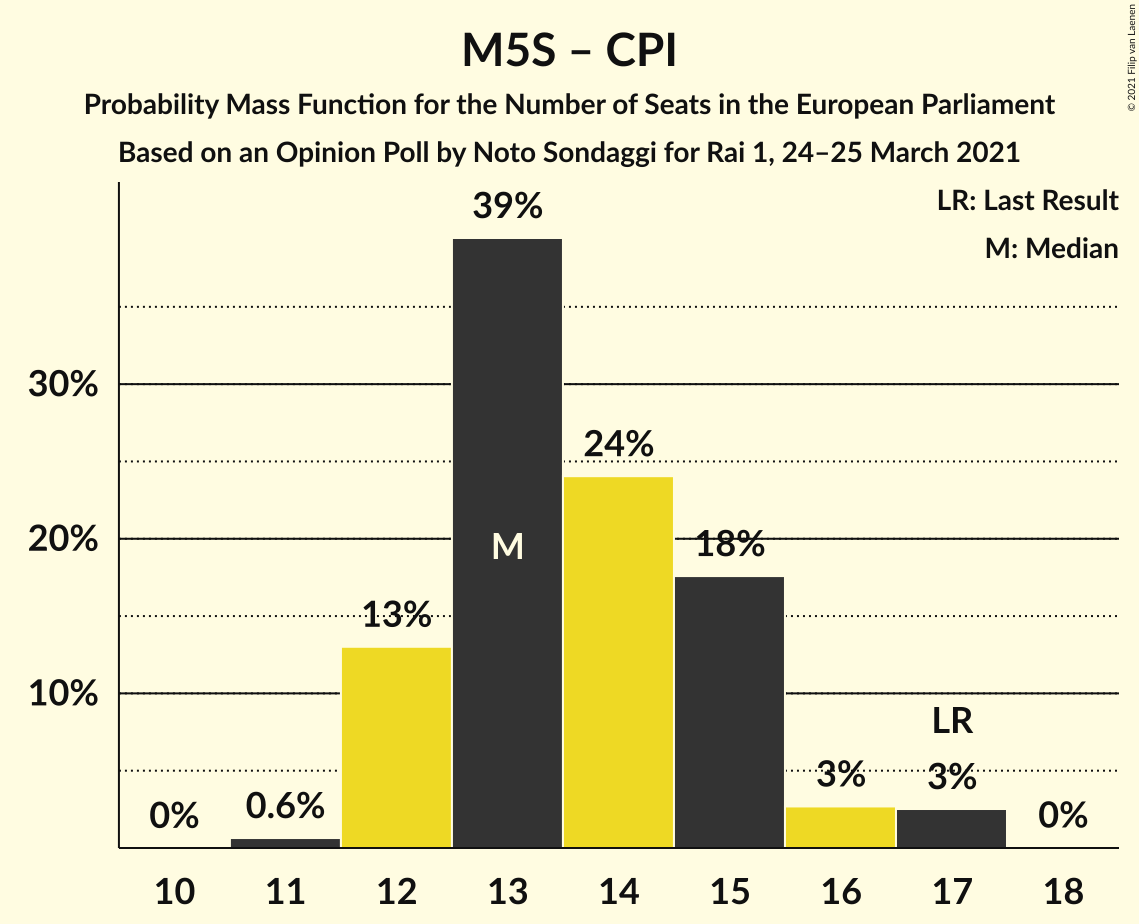 M5S – CPI
Probability Mass Function for the Number of Seats in the European Parliament
Based on an Opinion Poll by Noto Sondaggi for Rai 1, 24–25 March 2021
© 2021 Filip van Laenen
LR: Last Result
M: Median
39%
30%
24%
20%
M
18%
13%
10%
LR
3%
3%
0%
0.6%
0%
10 11 12 13 14 15 16 17 18